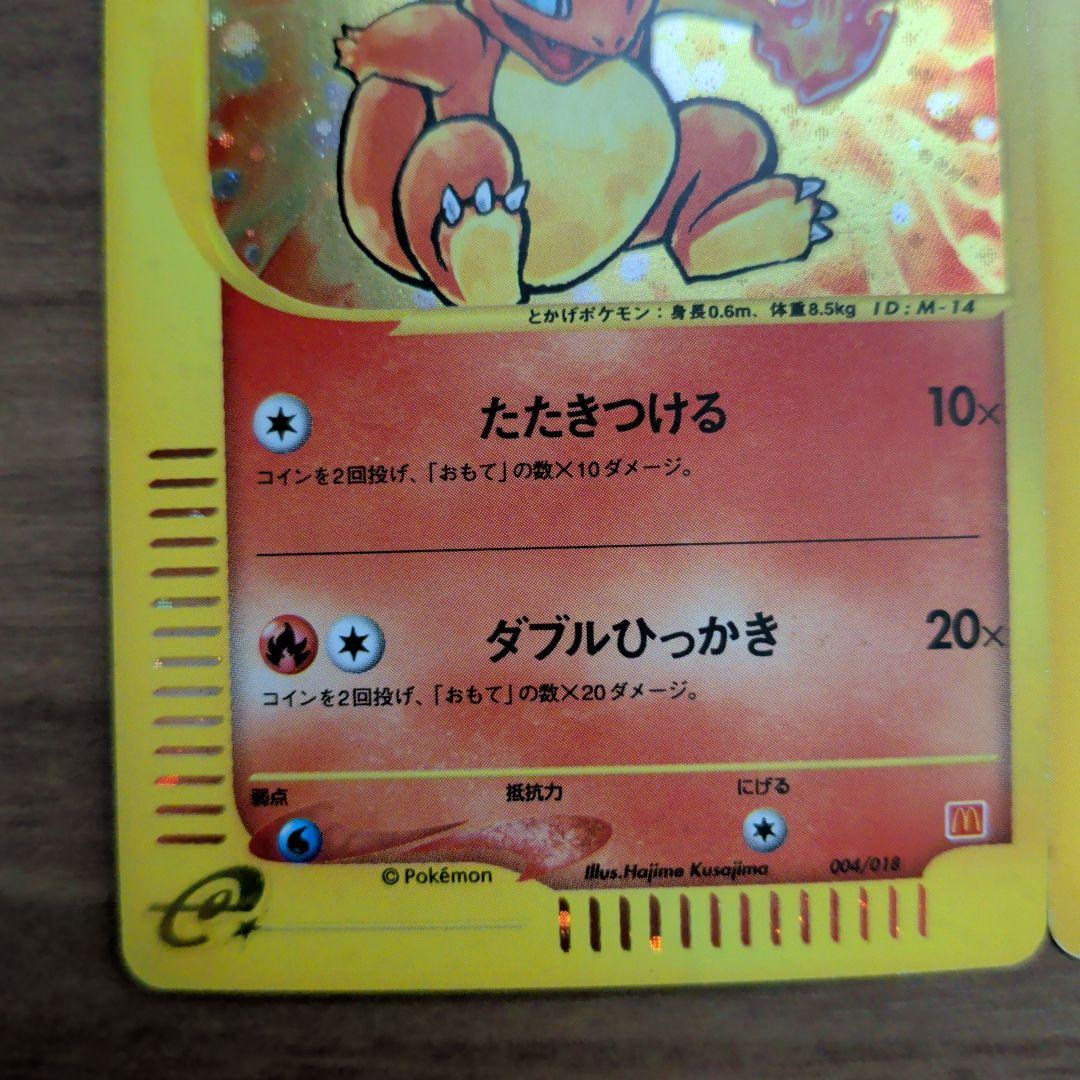 とかげポケモン：身長0.6m、体重8.5kg ID：M-14
たたきつける 10×
コインを2回投げ、「おもて」の数×10ダメージ。
ダブルひっかき 20×
コインを2回投げ、「おもて」の数×20ダメージ。
弱点 抵抗力 にげる
©Pokémon Illus.Hajime Kusajima 004/018
e